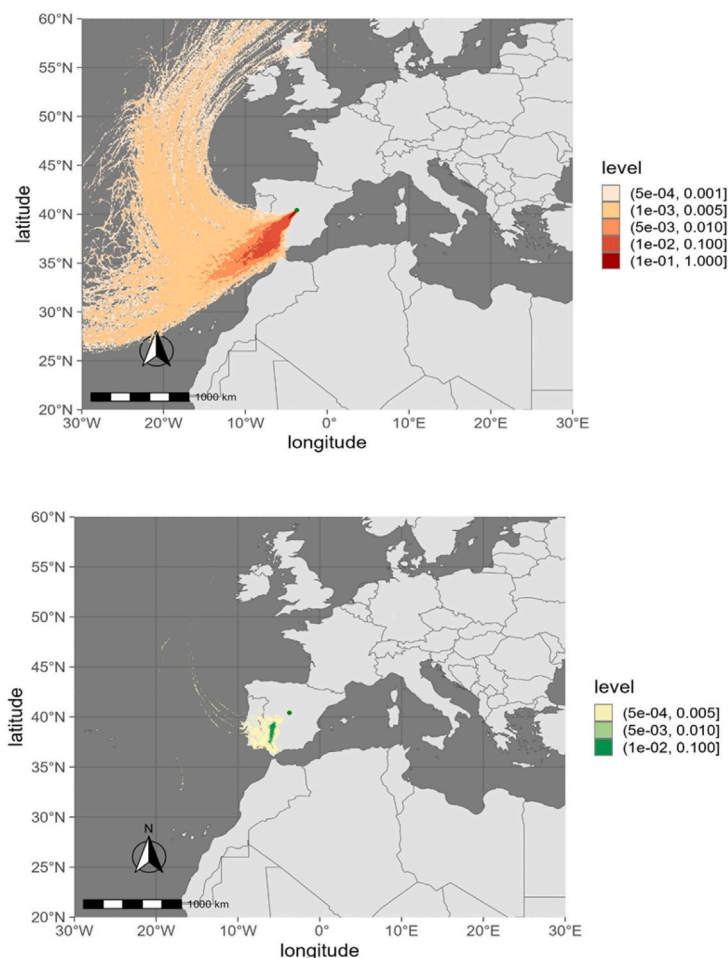 60°N
55°N
50°N
45°N
40°N
35°N
30°N
25°N
20°N
latitude
30°W 20°W 10°W 0°E 10°E 20°E 30°E
longitude
1000 km
level
(5e-04, 0.001]
(1e-03, 0.005]
(5e-03, 0.010]
(1e-02, 0.100]
(1e-01, 1.000]
60°N
55°N
50°N
45°N
40°N
35°N
30°N
25°N
20°N
latitude
N
30°W 20°W 10°W 0°E 10°E 20°E 30°E
longitude
1000 km
level
(5e-04, 0.005]
(5e-03, 0.010]
(1e-02, 0.100]